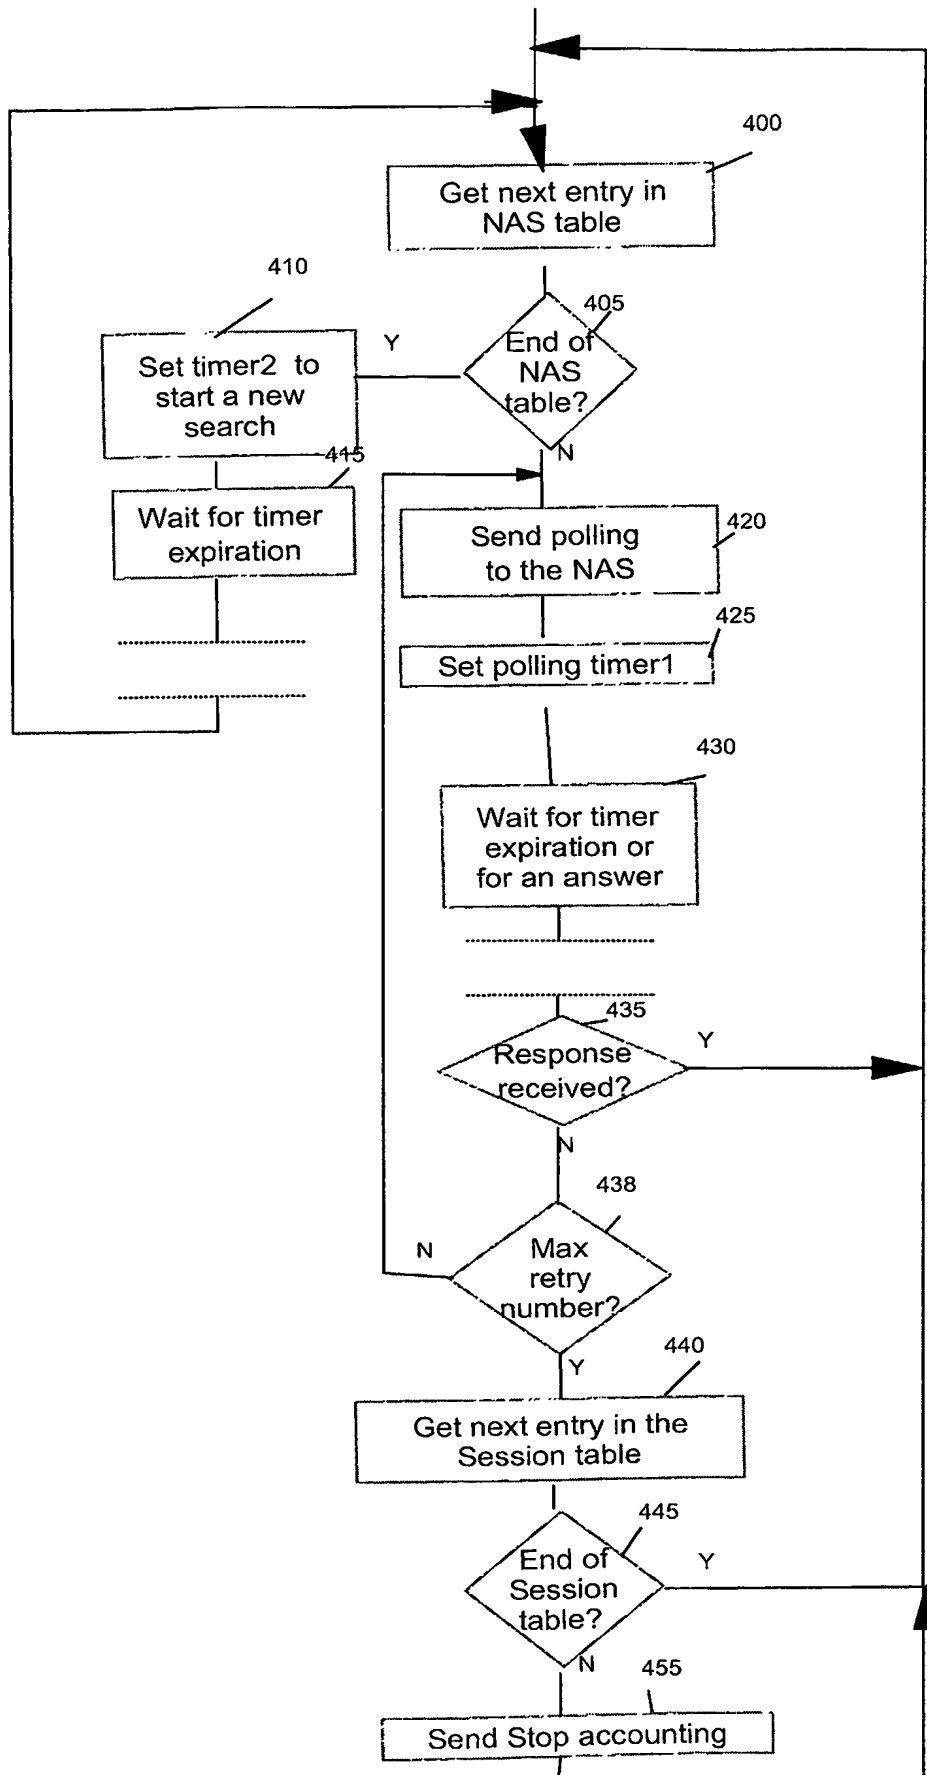 400
Get next entry in
NAS table
410
405
Y
End of
NAS
table?
Set timer2 to
start a new
search
N
415
Wait for timer
expiration
Send polling
to the NAS
420
425
Set polling timer1
430
Wait for timer
expiration or
for an answer
435
Y
Response
received?
N
438
N
Max
retry
number?
Y
440
Get next entry in the
Session table
445
Y
End of
Session
table?
N
455
Send Stop accounting